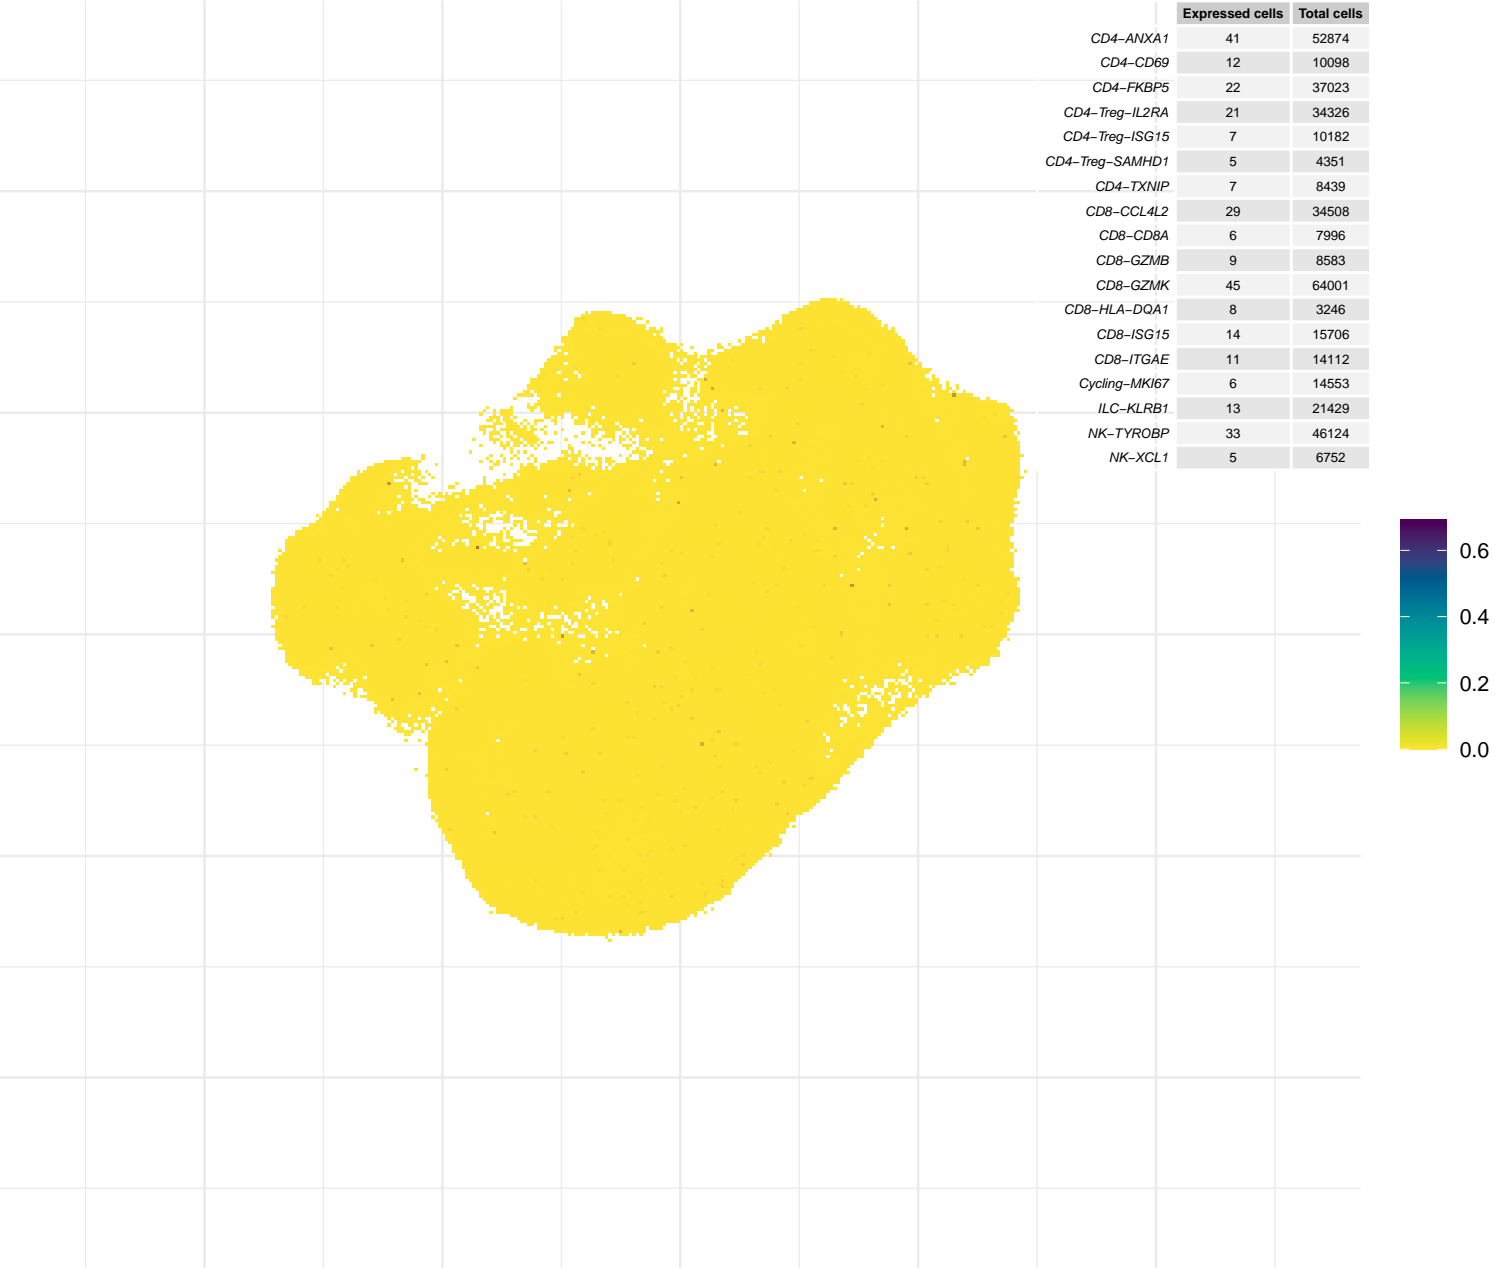 Expressed cells Total cells
CD4−ANXA1 41 52874
CD4−CD69 12 10098
CD4−FKBP5 22 37023
CD4−Treg−IL2RA 21 34326
CD4−Treg−ISG15 7 10182
CD4−Treg−SAMHD1 5 4351
CD4−TXNIP 7 8439
CD8−CCL4L2 29 34508
CD8−CD8A 6 7996
CD8−GZMB 9 8583
CD8−GZMK 45 64001
CD8−HLA−DQA1 8 3246
CD8−ISG15 14 15706
CD8−ITGAE 11 14112
Cycling−MKI67 6 14553
ILC−KLRB1 13 21429
NK−TYROBP 33 46124
NK−XCL1 5 6752
0.6
0.4
0.2
0.0